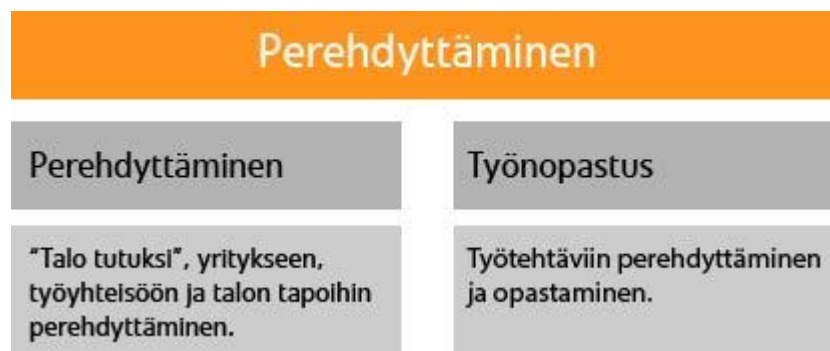 Perehdyttäminen
Perehdyttäminen
Työnopastus
"Talo tutuksi", yritykseen,
työyhteisöön ja talon tapoihin
perehdyttäminen.
Työtehtäviin perehdyttäminen
ja opastaminen.